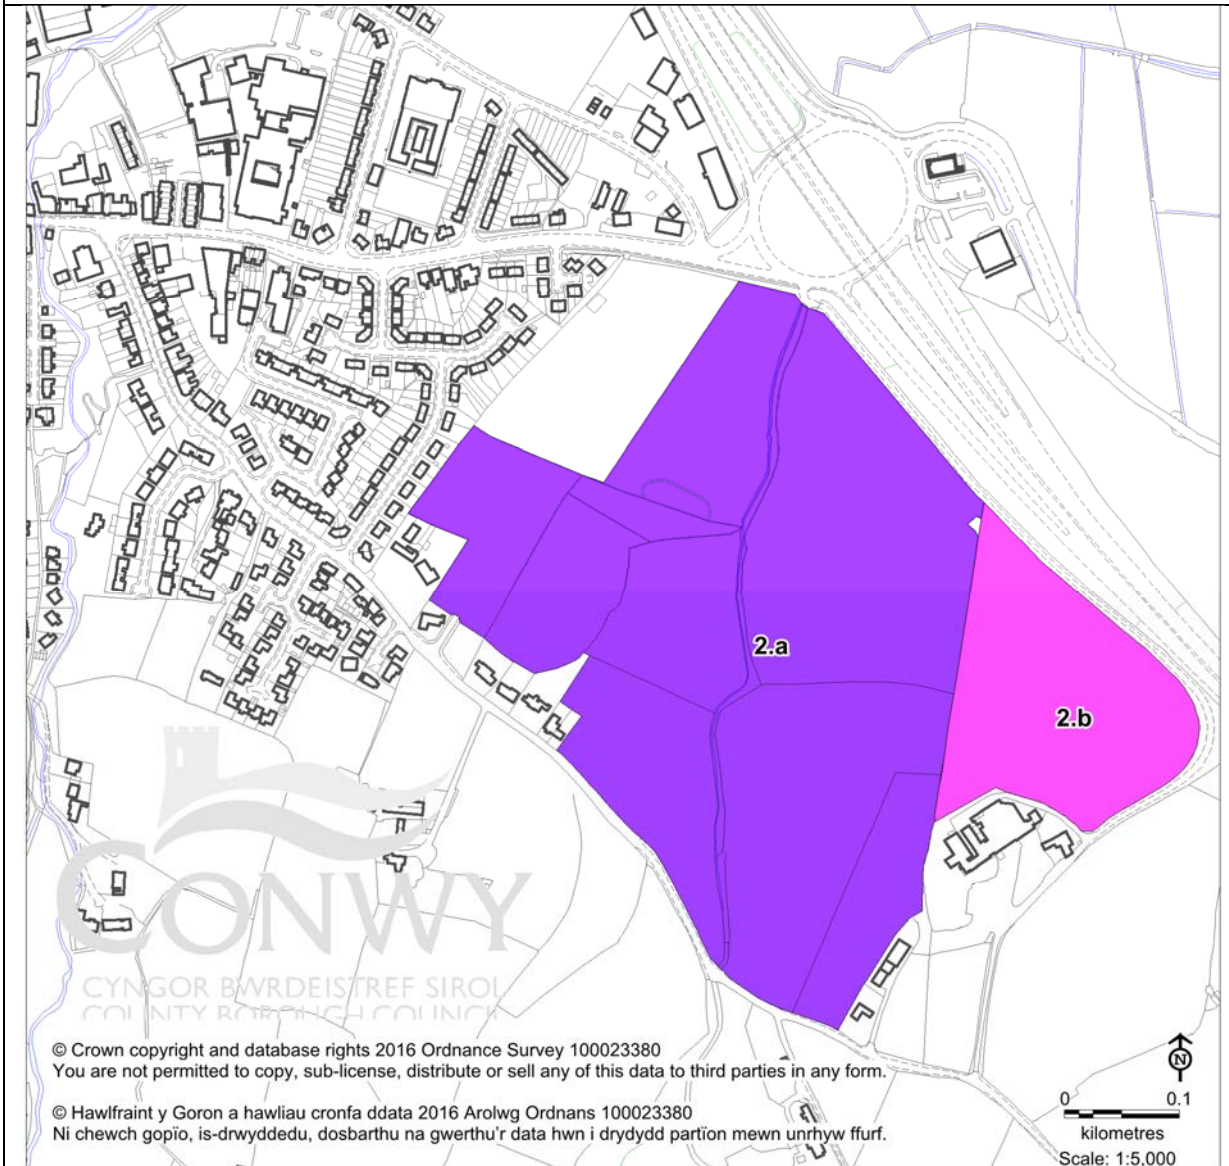 2.a
2.b
CONWY
CYNGOR BWRDEISTREF SIROL
COUNTY BOROUGH COUNCIL
© Crown copyright and database rights 2016 Ordnance Survey 100023380
You are not permitted to copy, sub-license, distribute or sell any of this data to third parties in any form.
© Hawlfraint y Goron a hawliau cronfa ddata 2016 Arolwg Ordnans 100023380
Ni chewch gopïo, is-drwyddedu, dosbarthu na gwerthu'r data hwn i drydydd partïon mewn unrhyw ffurf.
N
0 0.1
kilometres
Scale: 1:5,000